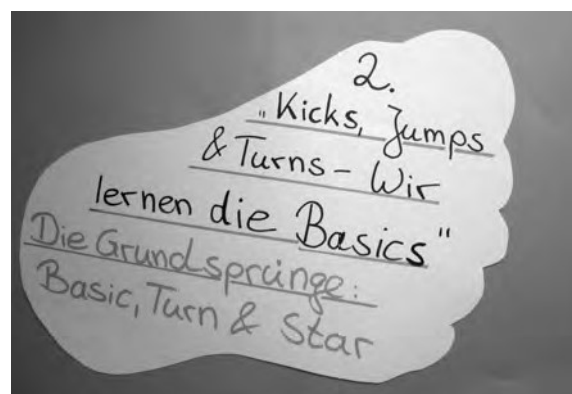 2.
„Kicks, Jumps
& Turns – Wir
lernen die Basics"
Die Grundsprünge:
Basic, Turn & Star